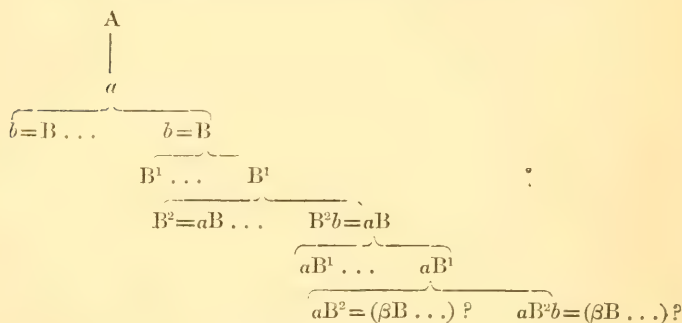 A
a
b=B ... b=B
B¹ ... B¹
B²=aB ... B²b=aB
aB¹ ... aB¹
aB²=(βB ...) ? aB²b=(βB ...) ?